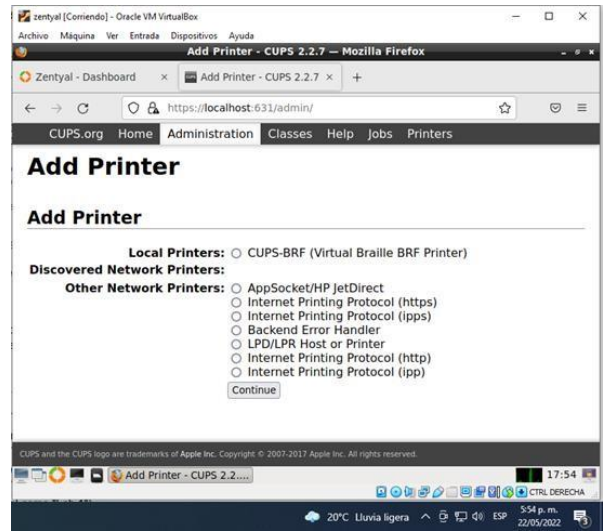 zentyal [Corriendo] - Oracle VM VirtualBox
Archivo Máquina Ver Entrada Dispositivos Ayuda
Add Printer - CUPS 2.2.7 — Mozilla Firefox
Zentyal - Dashboard × Add Printer - CUPS 2.2.7 × +
https://localhost:631/admin/
CUPS.org Home Administration Classes Help Jobs Printers
Add Printer
Add Printer
Local Printers: CUPS-BRF (Virtual Braille BRF Printer)
Discovered Network Printers:
Other Network Printers: AppSocket/HP JetDirect
Internet Printing Protocol (https)
Internet Printing Protocol (ipps)
Backend Error Handler
LPD/LPR Host or Printer
Internet Printing Protocol (http)
Internet Printing Protocol (ipp)
Continue
CUPS and the CUPS logo are trademarks of Apple Inc. Copyright © 2007-2017 Apple Inc. All rights reserved.
Add Printer - CUPS 2.2.... 17:54
CTRL DERECHA
20°C Lluvia ligera ESP 5:54 p. m.
22/05/2022
3